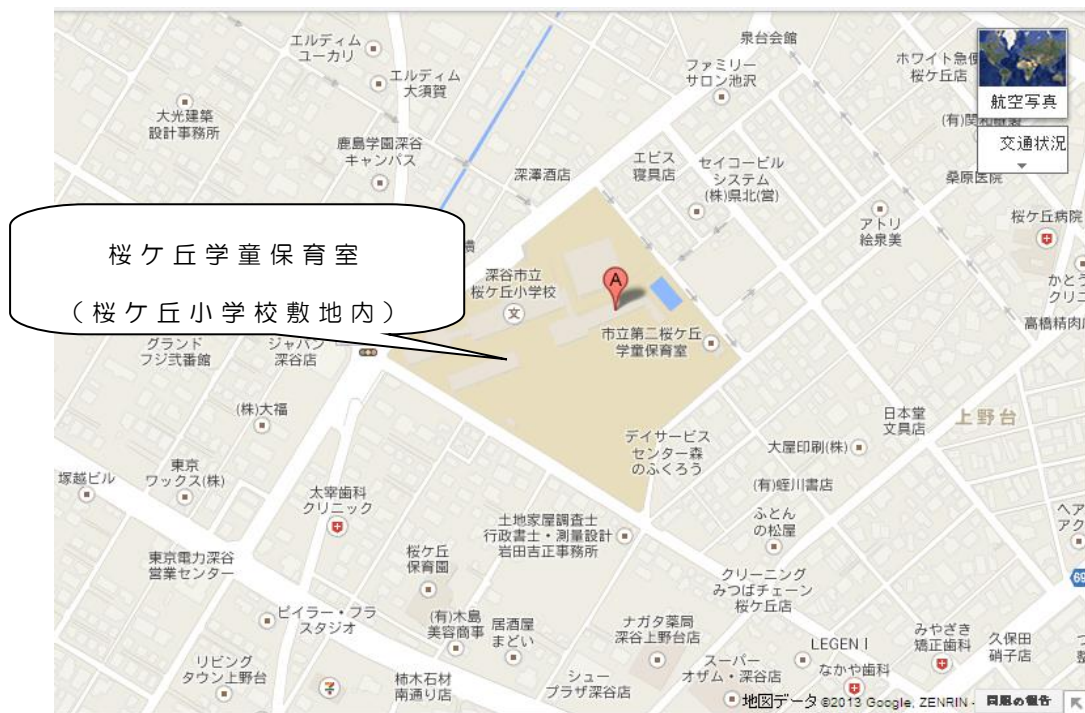 エルディム
ユーカリ
エルディム
大須賀
大光建築
設計事務所
鹿島学園深谷
キャンパス
泉台会館
ファミリー
サロン池沢
ホワイト急便
桜ケ丘店
航空写真
交通状況
深澤酒店
エビス
寝具店
セイコービル
システム
(株)県北(営)
桑原医院
アトリ
絵泉美
桜ケ丘病院
桜ケ丘学童保育室
(桜ケ丘小学校敷地内)
深谷市立
桜ケ丘小学校
文
A
市立第二桜ケ丘
学童保育室
かとう
クリニ
高橋精肉店
グランド
フジ弐番館
ジャパン
深谷店
(株)大福
デイサービス
センター森
のふくろう
日本堂
文具店
上野台
大屋印刷(株)
塚越ビル
東京
ワックス(株)
太宰歯科
クリニック
(有)蛭川書店
ふとん
の松屋
土地家屋調査士
行政書士・測量設計
岩田吉正事務所
ヘア
アク
東京電力深谷
営業センター
桜ケ丘
保育園
クリーニング
みつばチェーン
桜ケ丘店
69
ビイラー・フラ
スタジオ
(有)木島
美容商事
居酒屋
まどい
ナガタ薬局
深谷上野台店
LEGEN
みやざき
矯正歯科
久保田
硝子店
リビング
タウン上野台
植木石材
南通り店
シュー
プラザ深谷店
スーパー
オザム・深谷店
なかや歯科
地図データ ©2013 Google, ZENRIN -
問題の報告